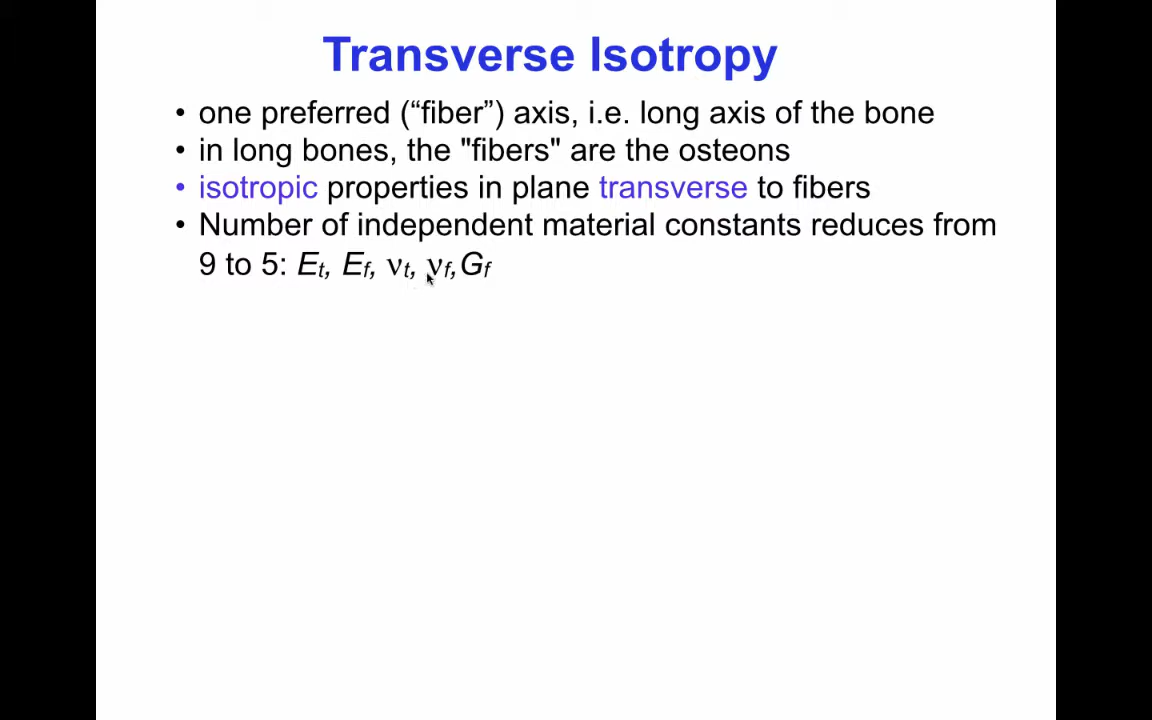 Transverse Isotropy
• one preferred (“fiber”) axis, i.e. long axis of the bone
• in long bones, the "fibers" are the osteons
• isotropic properties in plane transverse to fibers
• Number of independent material constants reduces from
9 to 5: Et, Ef, νt, νf,Gf